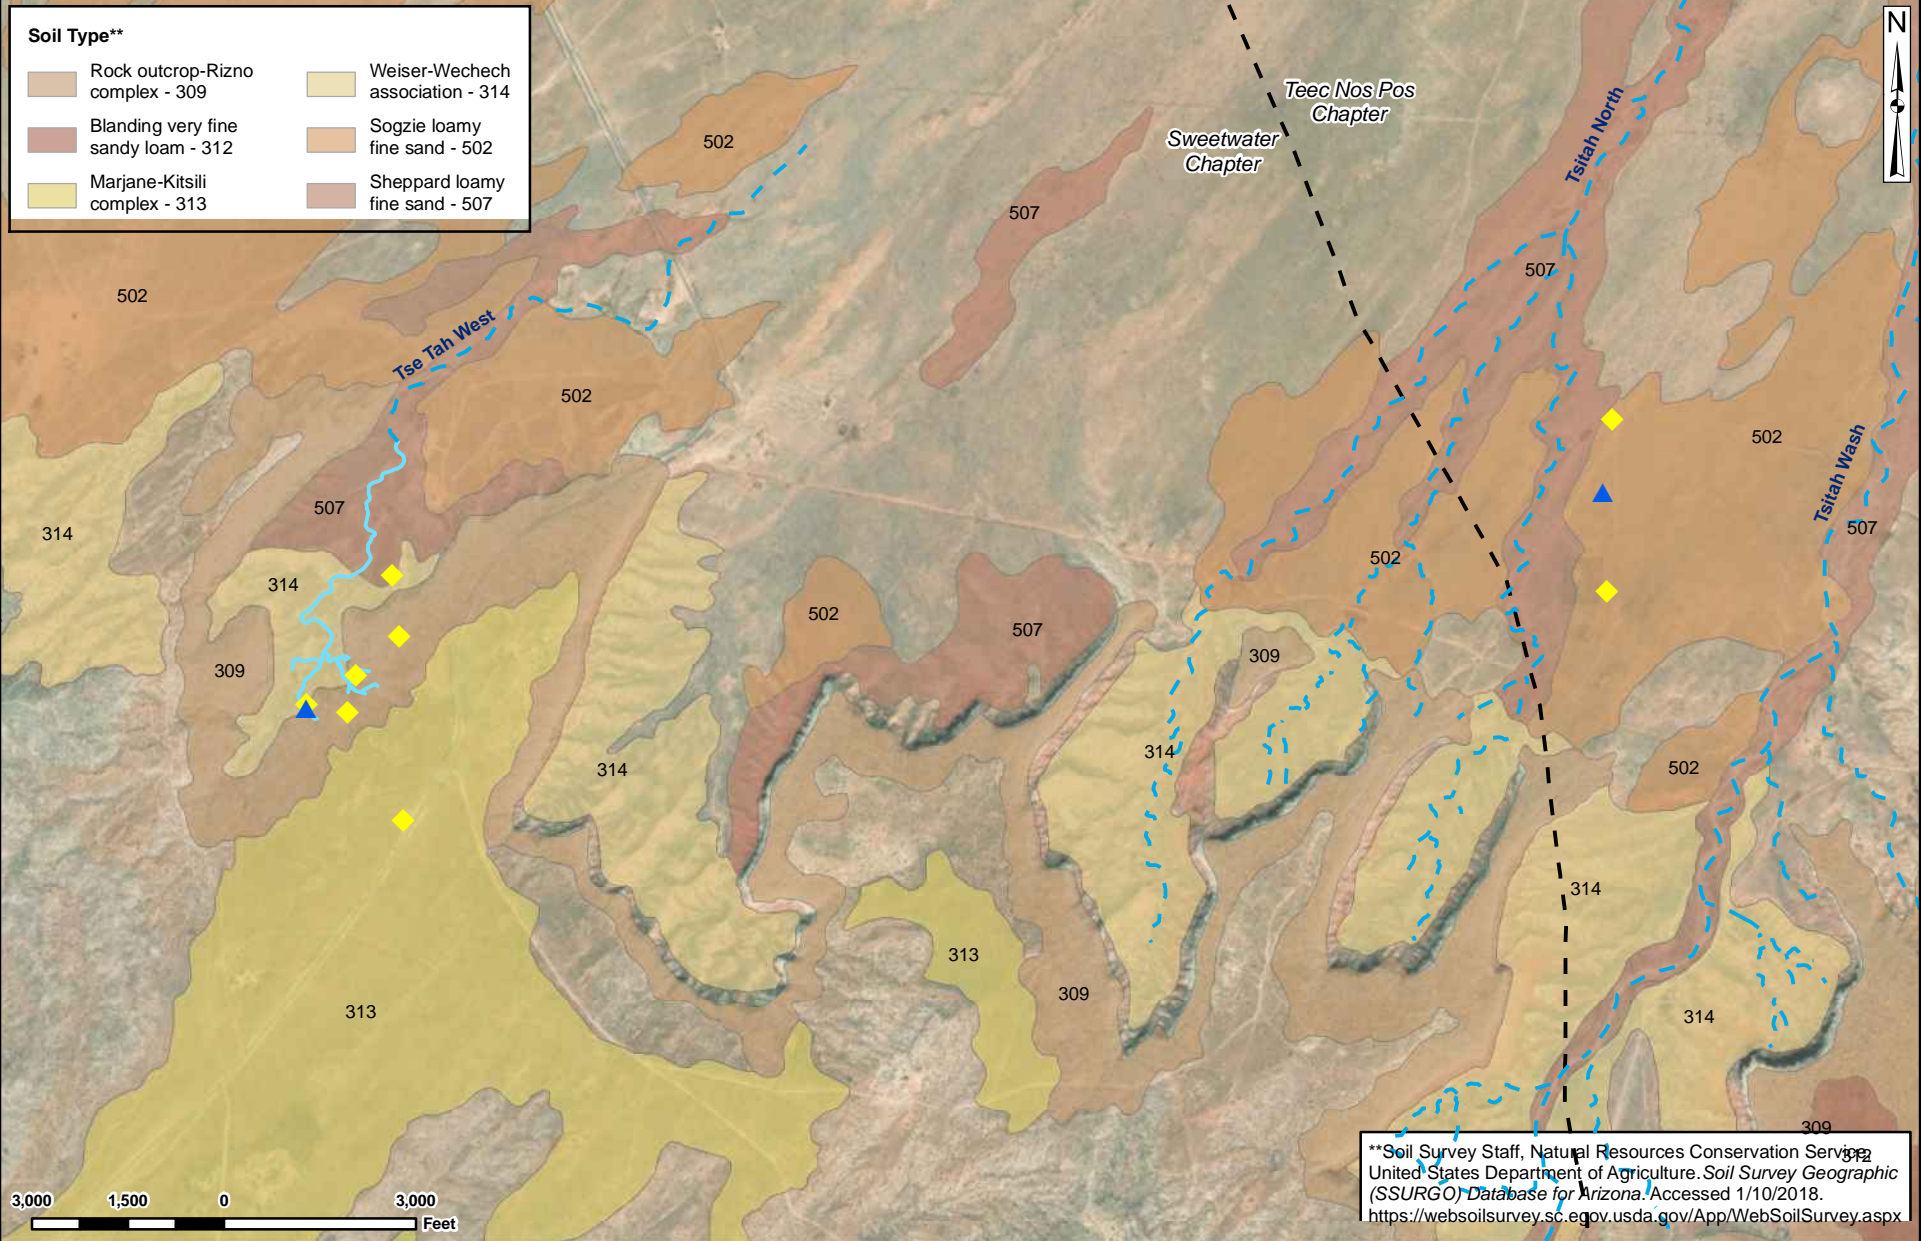 Soil Type**
Rock outcrop-Rizno
complex - 309
Blanding very fine
sandy loam - 312
Marjane-Kitsili
complex - 313
Weiser-Wechech
association - 314
Sogzie loamy
fine sand - 502
Sheppard loamy
fine sand - 507
N
Teec Nos Pos
Chapter
Sweetwater
Chapter
Tsitah North
Tse Tah West
Tsitah Wash
502
507
507
502
502
502
507
314
507
502
314
502
507
309
309
314
314
502
314
313
309
313
314
309
312
3,000 1,500 0 3,000
Feet
**Soil Survey Staff, Natural Resources Conservation Service,
United States Department of Agriculture. Soil Survey Geographic
(SSURGO) Database for Arizona. Accessed 1/10/2018.
https://websoilsurvey.sc.egov.usda.gov/App/WebSoilSurvey.aspx